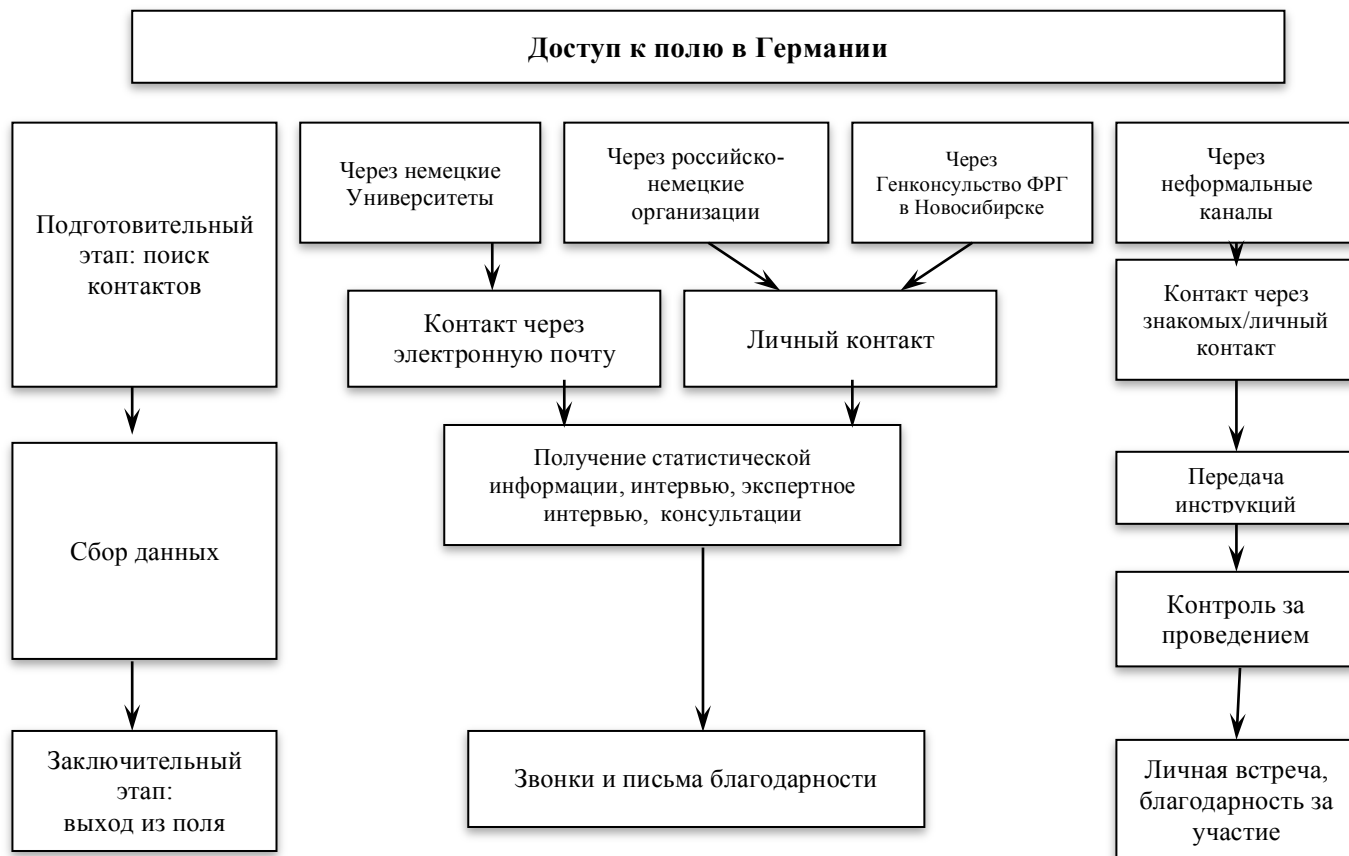 Доступ к полю в Германии
Подготовительный
этап: поиск
контактов
Через немецкие
Университеты
Через российско-
немецкие
организации
Через
Генконсульство ФРГ
в Новосибирске
Через
неформальные
каналы
Контакт через
электронную почту
Личный контакт
Контакт через
знакомых/личный
контакт
Сбор данных
Получение статистической
информации, интервью, экспертное
интервью,  консультации
Передача
инструкций
Контроль за
проведением
Заключительный
этап:
выход из поля
Звонки и письма благодарности
Личная встреча,
благодарность за
участие